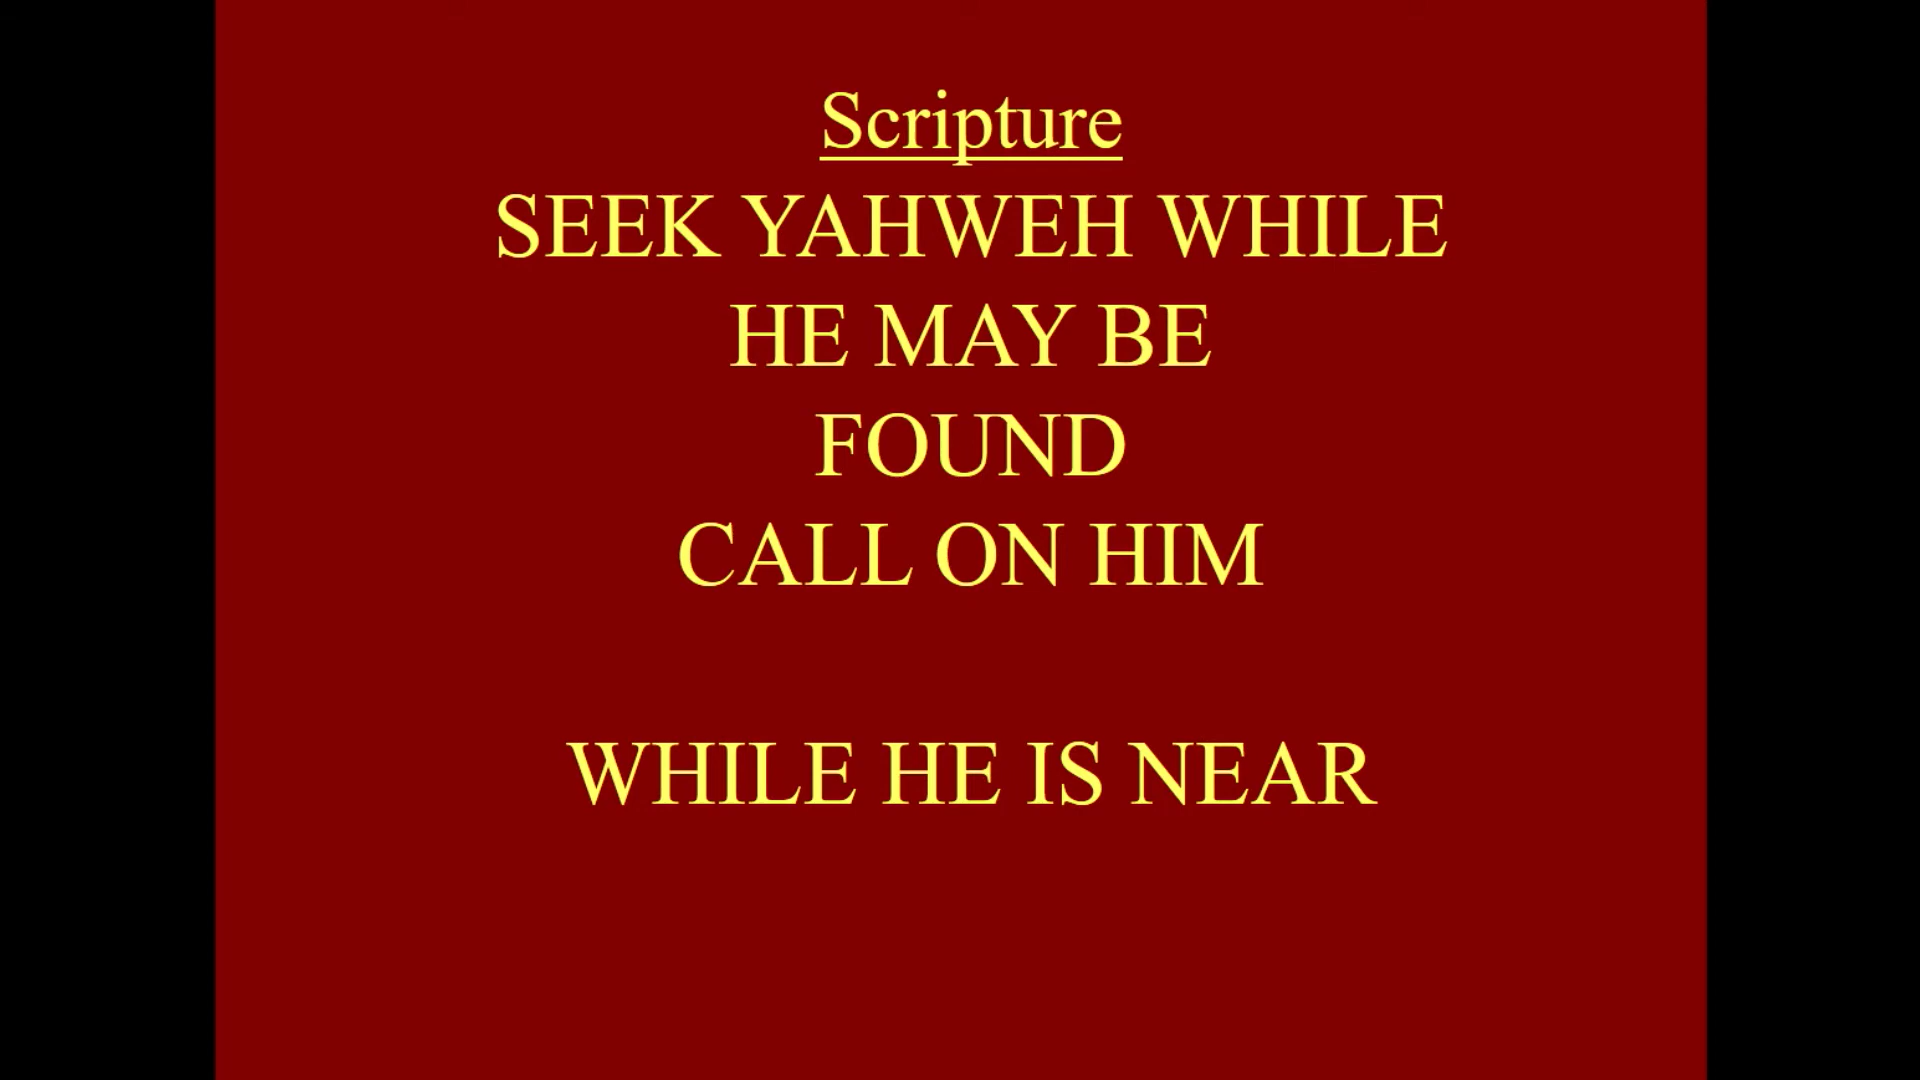 Scripture
SEEK YAHWEH WHILE
HE MAY BE
FOUND
CALL ON HIM
WHILE HE IS NEAR